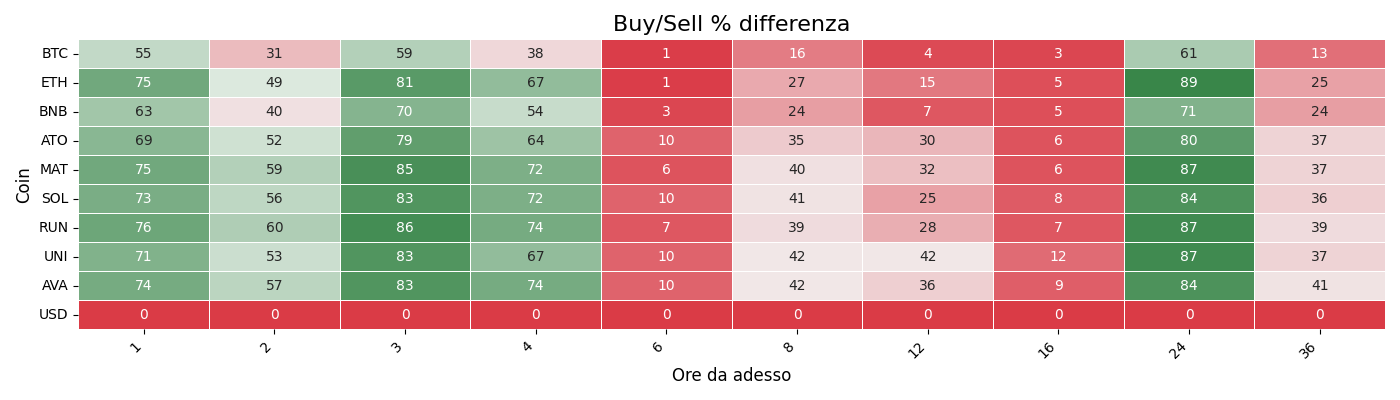 Buy/Sell % differenza
Coin
BTC 55 31 59 38 1 16 4 3 61 13
ETH 75 49 81 67 1 27 15 5 89 25
BNB 63 40 70 54 3 24 7 5 71 24
ATO 69 52 79 64 10 35 30 6 80 37
MAT 75 59 85 72 6 40 32 6 87 37
SOL 73 56 83 72 10 41 25 8 84 36
RUN 76 60 86 74 7 39 28 7 87 39
UNI 71 53 83 67 10 42 42 12 87 37
AVA 74 57 83 74 10 42 36 9 84 41
USD 0 0 0 0 0 0 0 0 0 0
1 2 3 4 6 8 12 16 24 36
Ore da adesso